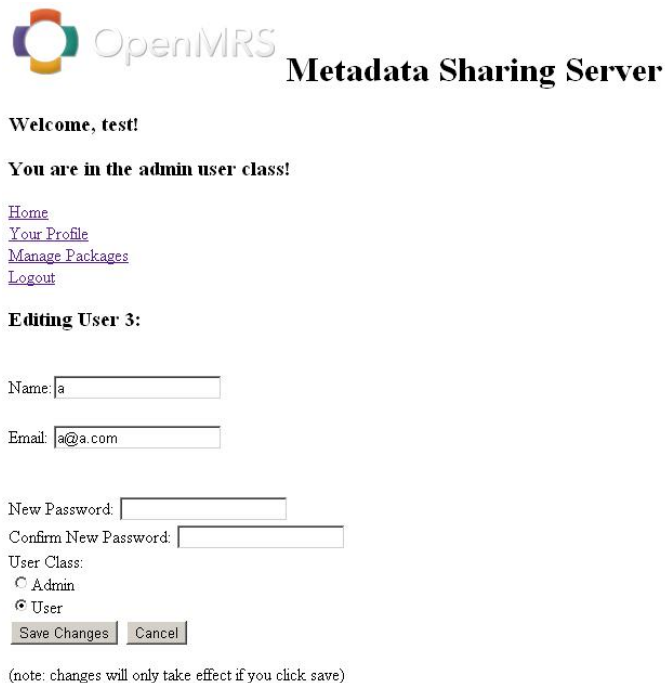 OpenMRS
Metadata Sharing Server
Welcome, test!
You are in the admin user class!
Home
Your Profile
Manage Packages
Logout
Editing User 3:
Name: a
Email: a@a.com
New Password:
Confirm New Password:
User Class:
Admin
User
Save Changes Cancel
(note: changes will only take effect if you click save)